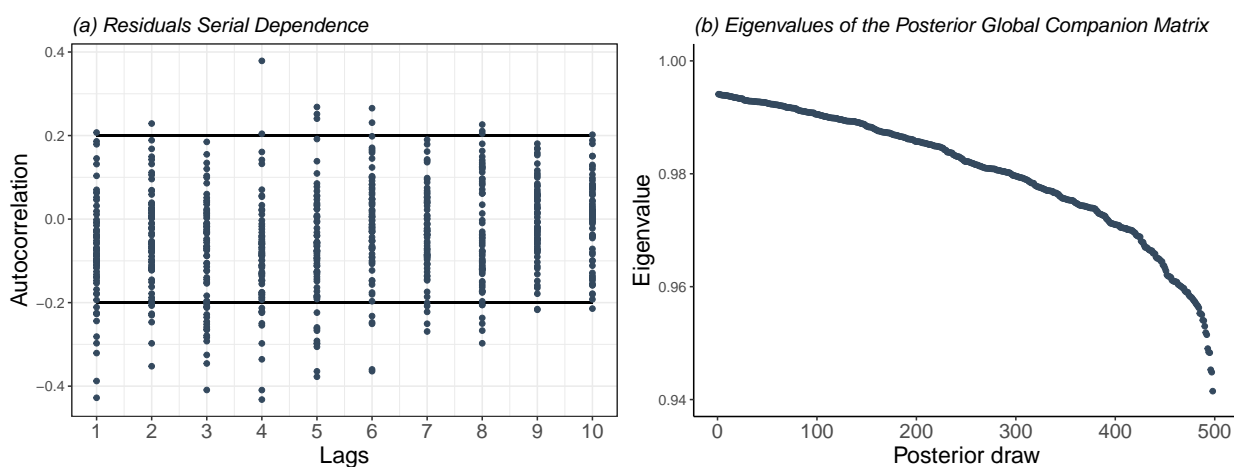 (a) Residuals Serial Dependence
0.4
0.2
0.0
−0.2
−0.4
Autocorrelation
1 2 3 4 5 6 7 8 9 10
Lags
(b) Eigenvalues of the Posterior Global Companion Matrix
1.00
0.98
0.96
0.94
Eigenvalue
0 100 200 300 400 500
Posterior draw